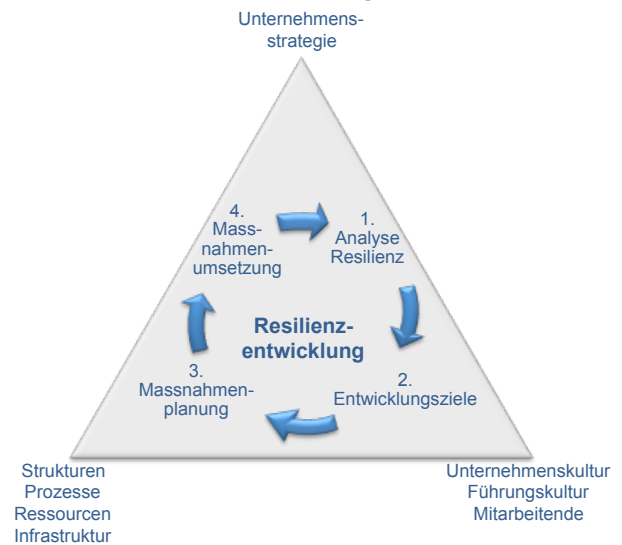 Unternehmens-
strategie
4.
Mass-
nahmen-
umsetzung
1.
Analyse
Resilienz
Resilienz-
entwicklung
3.
Massnahmen-
planung
2.
Entwicklungsziele
Strukturen
Prozesse
Ressourcen
Infrastruktur
Unternehmenskultur
Führungskultur
Mitarbeitende